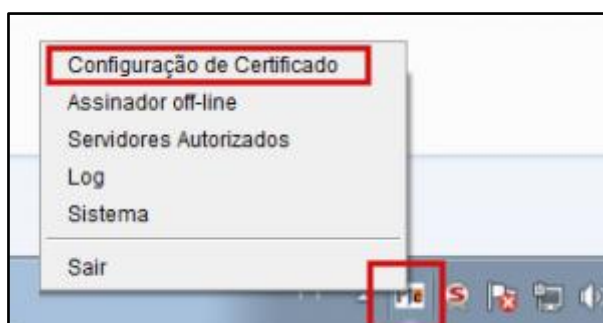 Configuração de Certificado
Assinador off-line
Servidores Autorizados
Log
Sistema
Sair